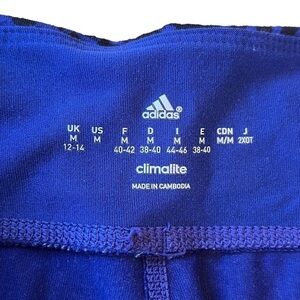 adidas®
UK US F D I E CDN J
M M M M M M M/M 2XOT
12-14 40-42 38-40 44-46 38-40
climalite
MADE IN CAMBODIA